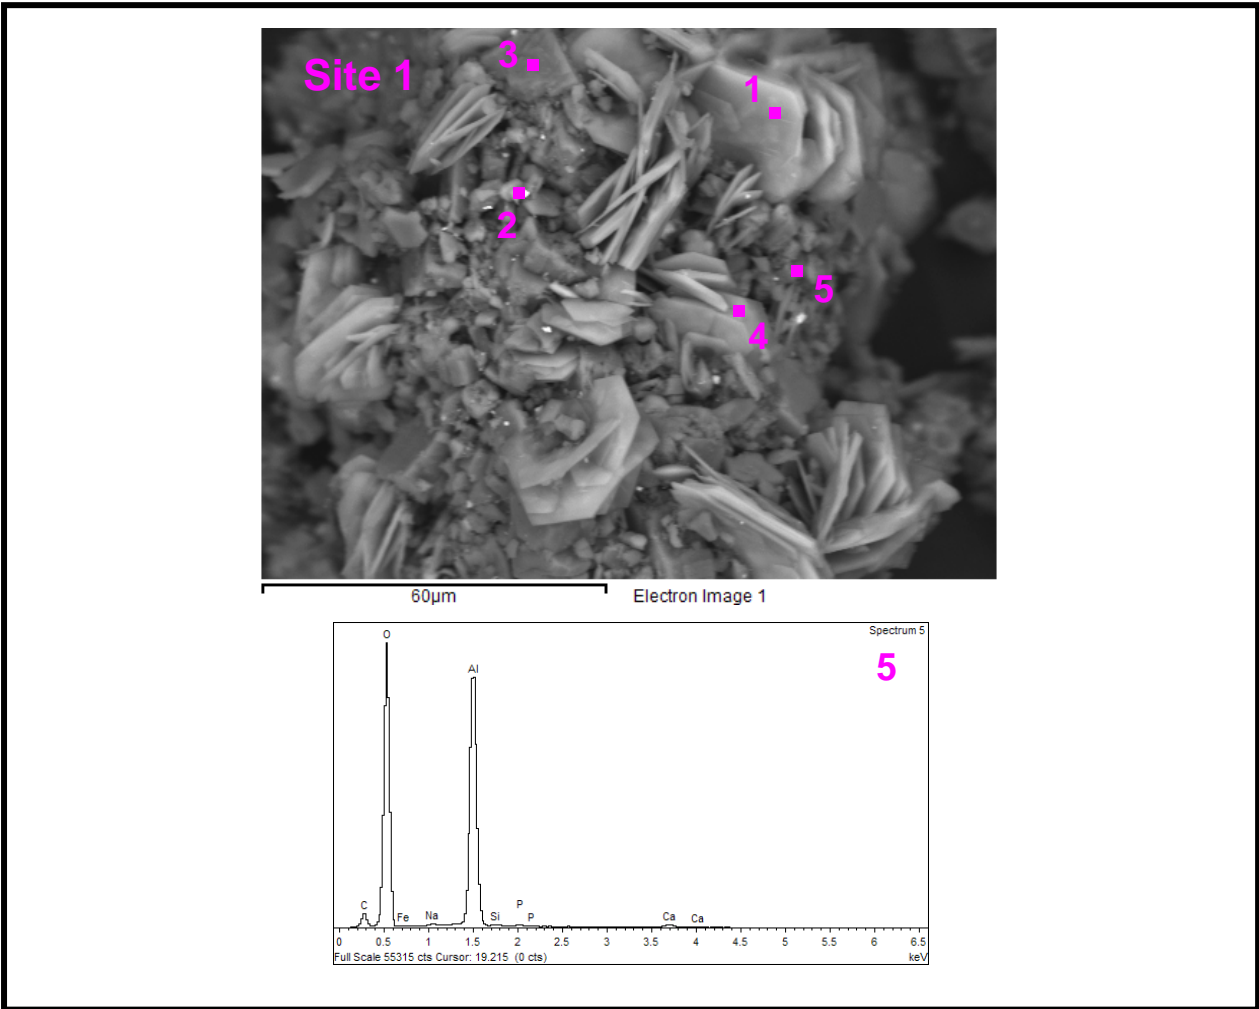 Site 1
3
1
2
5
4
60µm
Electron Image 1
Spectrum 5
5
O
Al
C
Fe
Na
Si
P
P
Ca
Ca
0 0.5 1 1.5 2 2.5 3 3.5 4 4.5 5 5.5 6 6.5
Full Scale 55315 cts Cursor: 19.215 (0 cts)
keV